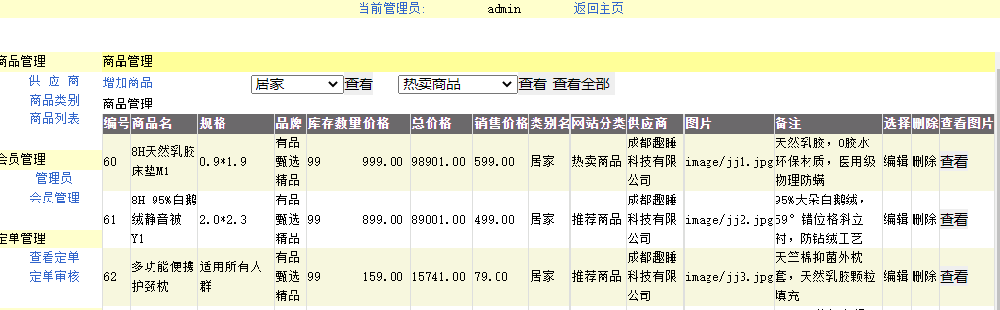 当前管理员: admin 返回主页
商品管理 商品管理
供 应 商 增加商品 居家 查看 热卖商品 查看 查看全部
商品类别 商品管理
商品列表
会员管理
管理员
会员管理
定单管理
查看定单
定单审核
编号 商品名 规格 品牌 库存数量 价格 总价格 销售价格 类别名 网站分类 供应商 图片 备注 选择 删除 查看图片
60 8H天然乳胶床垫M1 0.9*1.9 有品甄选精品 99 999.00 98901.00 599.00 居家 热卖商品 成都趣睡科技有限公司 image/jj1.jpg 天然乳胶，0胶水环保材质，医用级物理防螨 编辑 删除 查看
61 8H 95%白鹅绒静音被Y1 2.0*2.3 有品甄选精品 99 899.00 89001.00 499.00 居家 推荐商品 成都趣睡科技有限公司 image/jj2.jpg 95%大朵白鹅绒，59°错位格斜立衬，防钻绒工艺 编辑 删除 查看
62 多功能便携护颈枕 适用所有人群 有品甄选精品 99 159.00 15741.00 79.00 居家 推荐商品 成都趣睡科技有限公司 image/jj3.jpg 天竺棉抑菌外枕套，天然乳胶颗粒填充 编辑 删除 查看